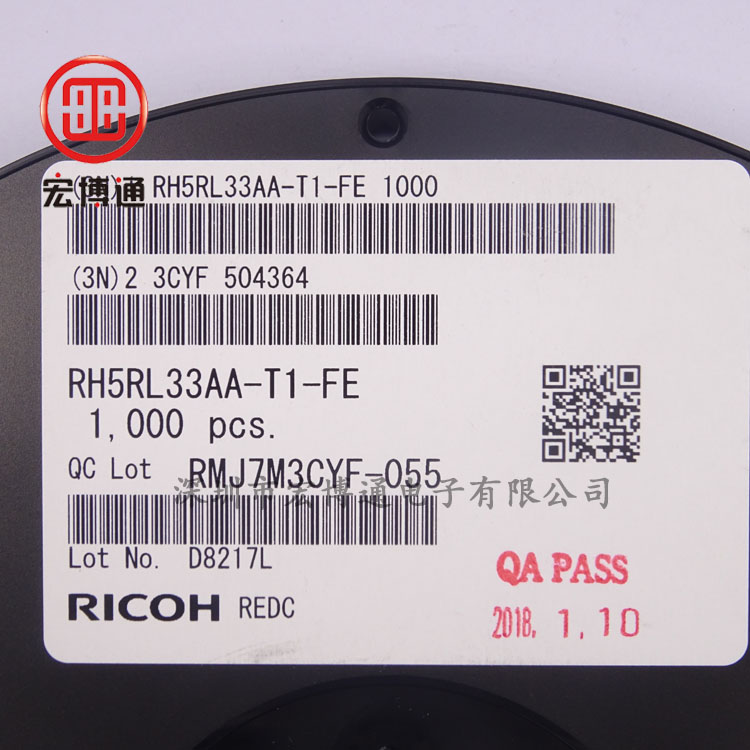 宏博通
RH5RL33AA-T1-FE 1000
(3N)2 3CYF 504364
RH5RL33AA-T1-FE
1,000 pcs.
QC Lot RMJ7M3CYF-055
深圳市宏博通电子有限公司
Lot No. D8217L
QA PASS
RICOH REDC
2018. 1. 10